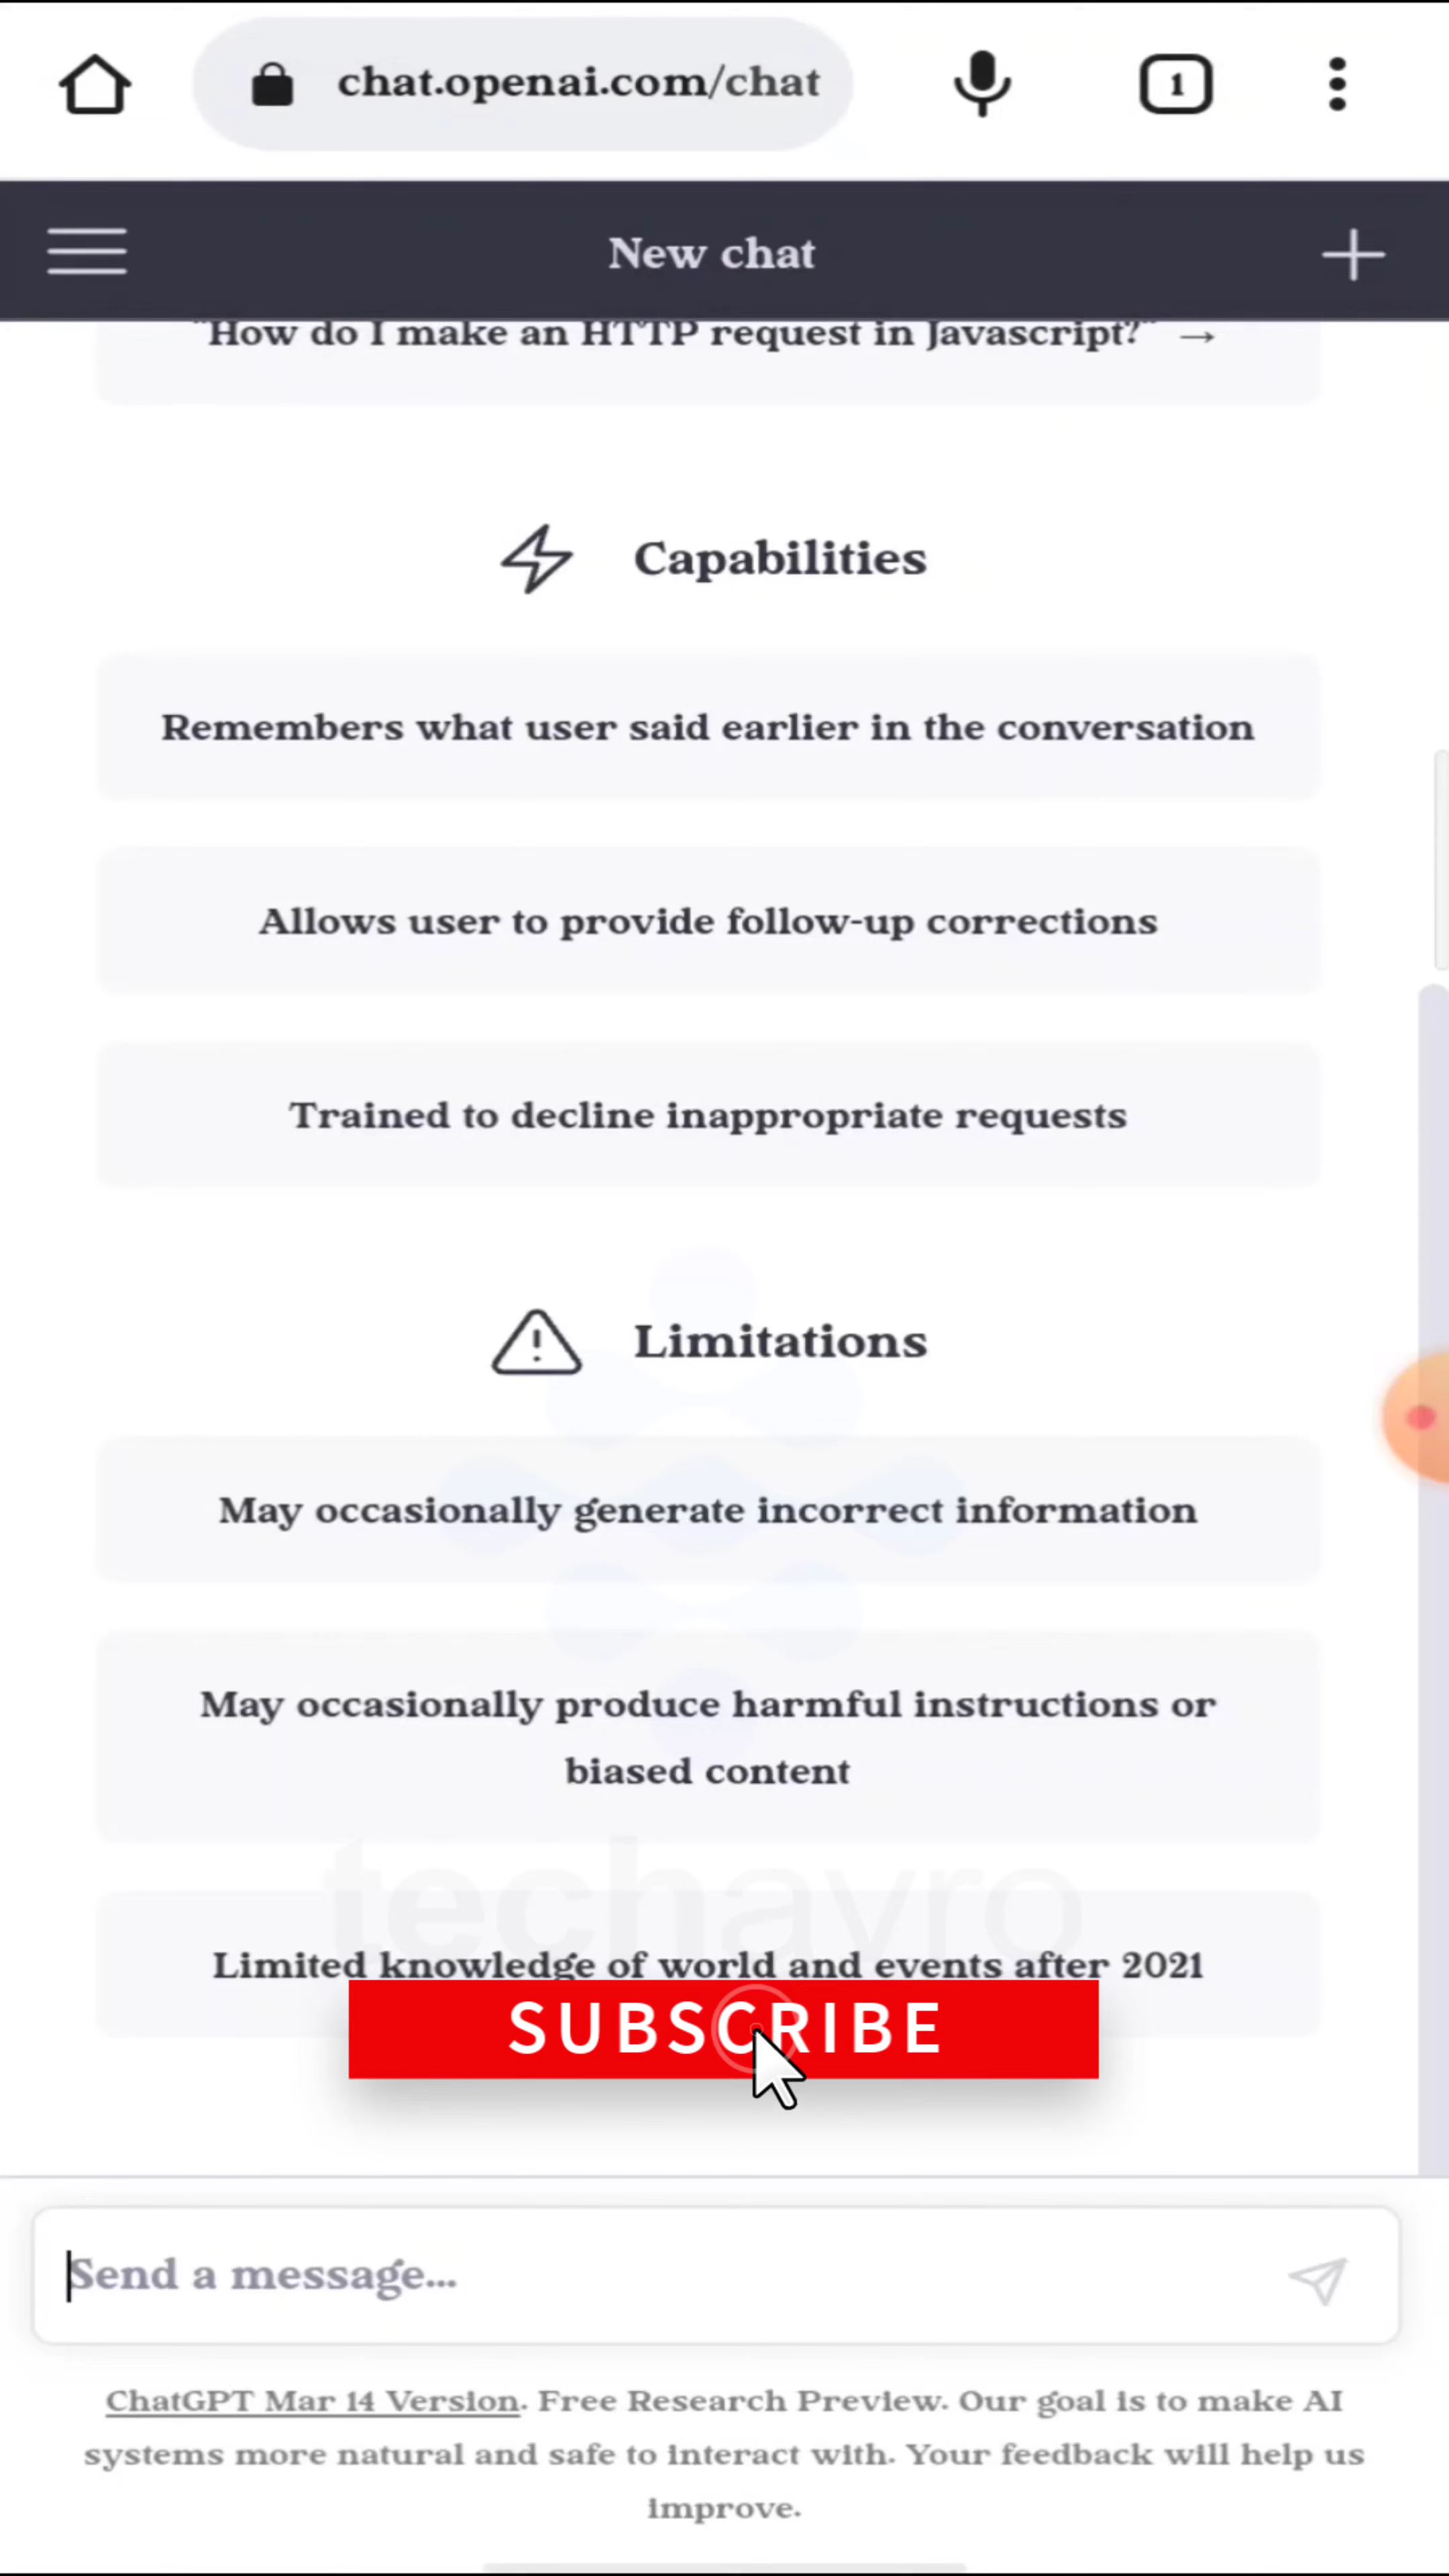 chat.openai.com/chat
1
New chat
"How do I make an HTTP request in Javascript?" →
Capabilities
Remembers what user said earlier in the conversation
Allows user to provide follow-up corrections
Trained to decline inappropriate requests
Limitations
May occasionally generate incorrect information
May occasionally produce harmful instructions or
biased content
techavro
Limited knowledge of world and events after 2021
SUBSCRIBE
Send a message...
ChatGPT Mar 14 Version. Free Research Preview. Our goal is to make AI
systems more natural and safe to interact with. Your feedback will help us
improve.